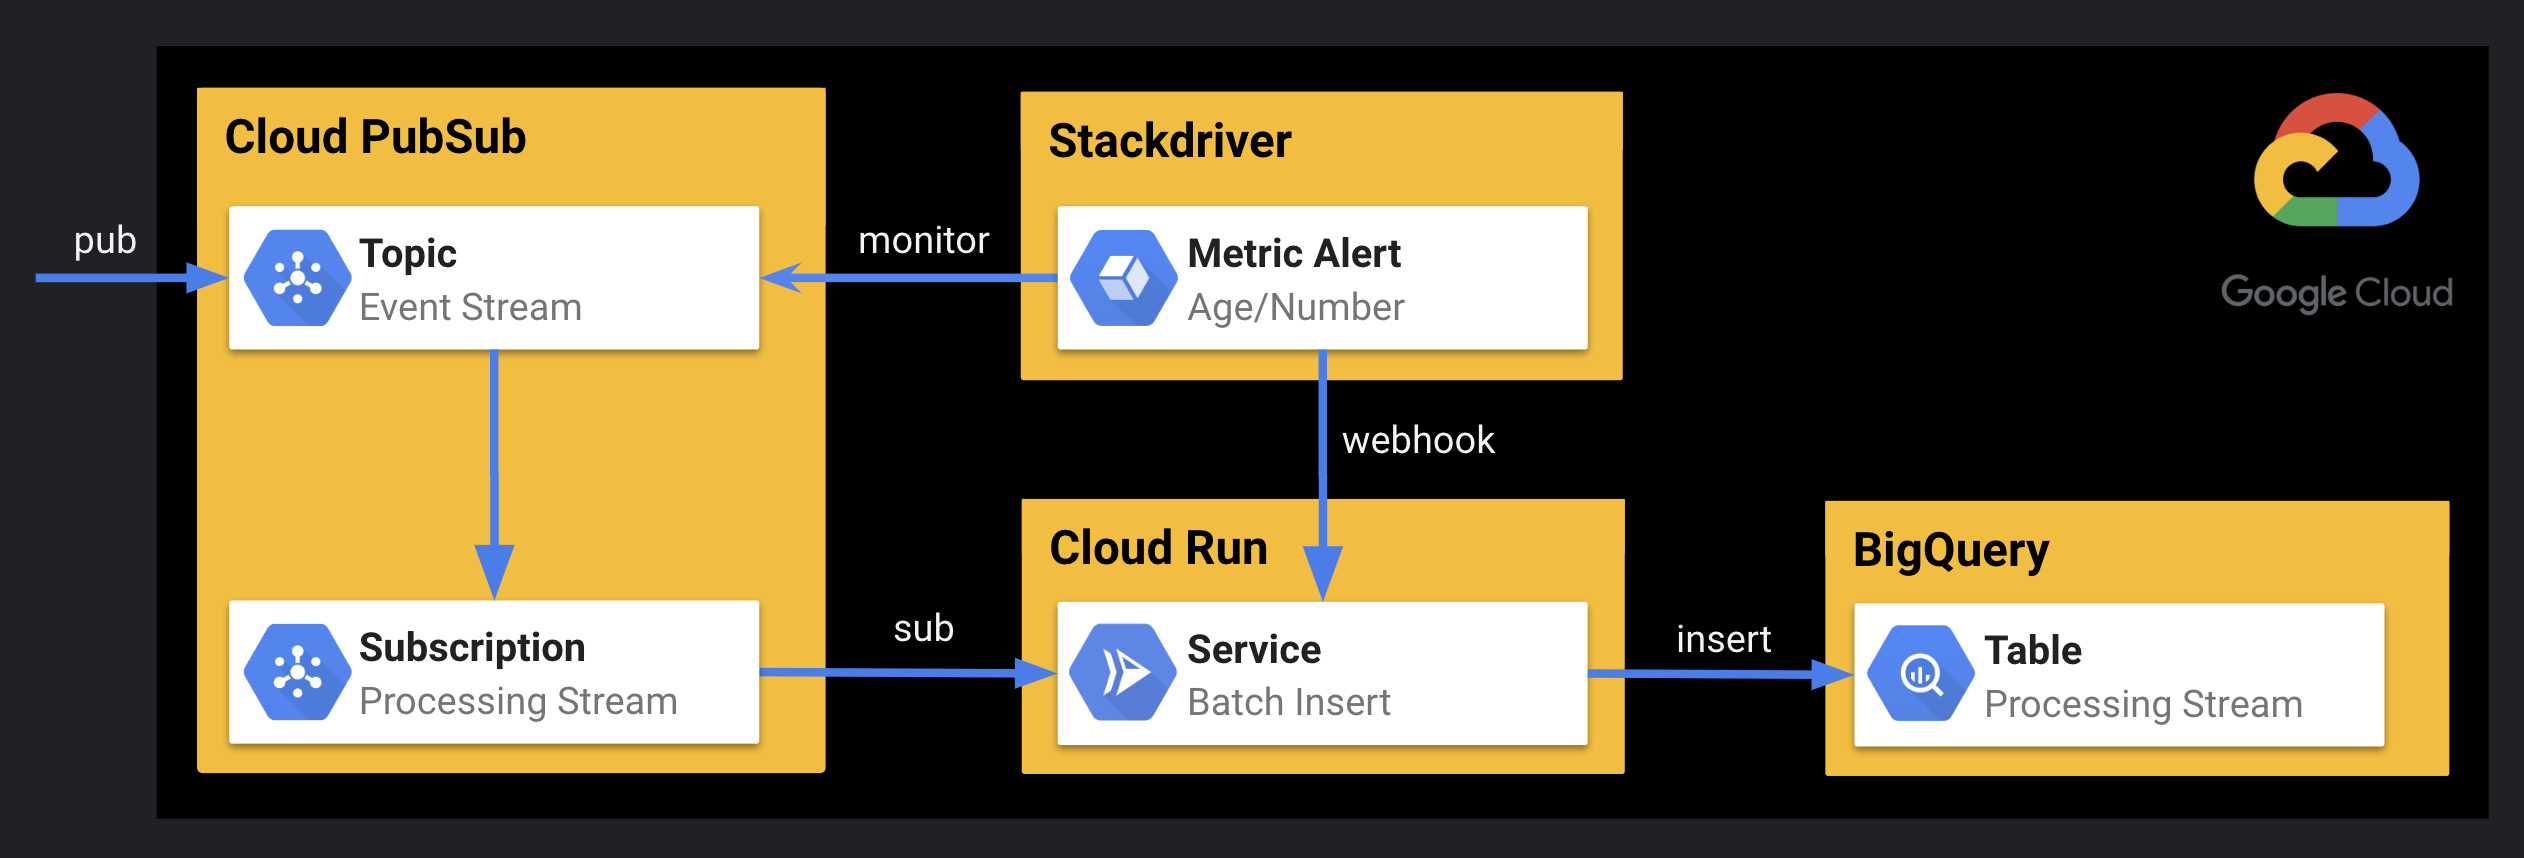 Cloud PubSub
Stackdriver
pub
Topic
Event Stream
monitor
Metric Alert
Age/Number
Google Cloud
webhook
Cloud Run
BigQuery
Subscription
Processing Stream
sub
Service
Batch Insert
insert
Table
Processing Stream